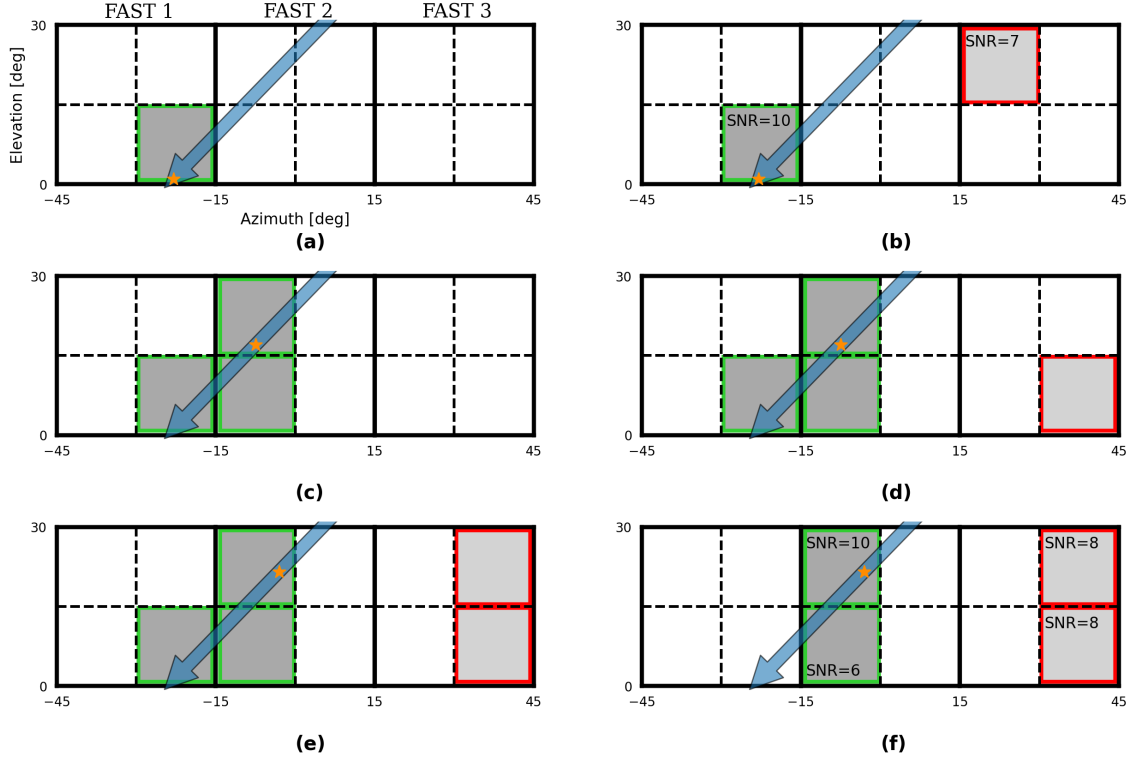 FAST 1 FAST 2 FAST 3
30
Elevation [deg]
0
−45 −15 15 45
Azimuth [deg]
(a)
30
SNR=7
SNR=10
0
−45 −15 15 45
(b)
30
0
−45 −15 15 45
(c)
30
0
−45 −15 15 45
(d)
30
0
−45 −15 15 45
(e)
30
SNR=10 SNR=8
SNR=8
SNR=6
0
−45 −15 15 45
(f)